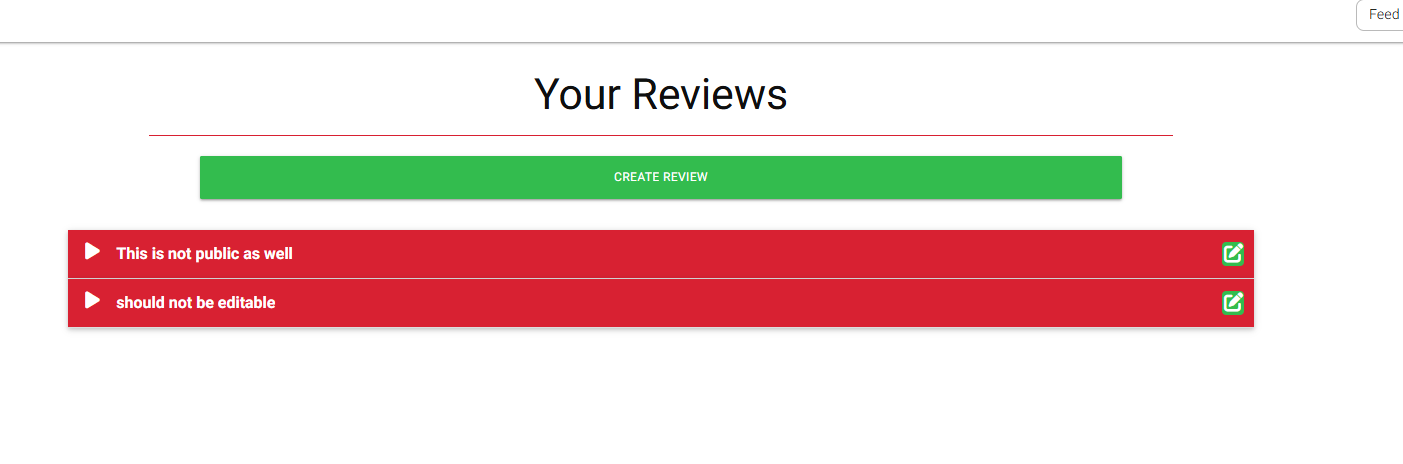 Feed
Your Reviews
CREATE REVIEW
This is not public as well
should not be editable